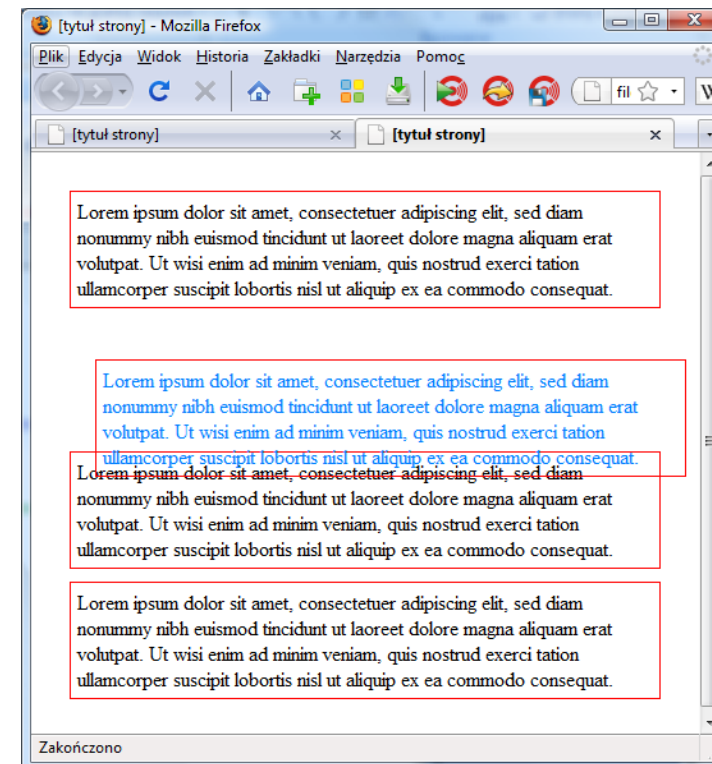 [tytuł strony] - Mozilla Firefox
Plik Edycja Widok Historia Zakładki Narzędzia Pomoc
fil
[tytuł strony] [tytuł strony]
Lorem ipsum dolor sit amet, consectetuer adipiscing elit, sed diam
nonummy nibh euismod tincidunt ut laoreet dolore magna aliquam erat
volutpat. Ut wisi enim ad minim veniam, quis nostrud exerci tation
ullamcorper suscipit lobortis nisl ut aliquip ex ea commodo consequat.
Lorem ipsum dolor sit amet, consectetuer adipiscing elit, sed diam
nonummy nibh euismod tincidunt ut laoreet dolore magna aliquam erat
volutpat. Ut wisi enim ad minim veniam, quis nostrud exerci tation
ullamcorper suscipit lobortis nisl ut aliquip ex ea commodo consequat.
Lorem ipsum dolor sit amet, consectetuer adipiscing elit, sed diam
nonummy nibh euismod tincidunt ut laoreet dolore magna aliquam erat
volutpat. Ut wisi enim ad minim veniam, quis nostrud exerci tation
ullamcorper suscipit lobortis nisl ut aliquip ex ea commodo consequat.
Lorem ipsum dolor sit amet, consectetuer adipiscing elit, sed diam
nonummy nibh euismod tincidunt ut laoreet dolore magna aliquam erat
volutpat. Ut wisi enim ad minim veniam, quis nostrud exerci tation
ullamcorper suscipit lobortis nisl ut aliquip ex ea commodo consequat.
Zakończono